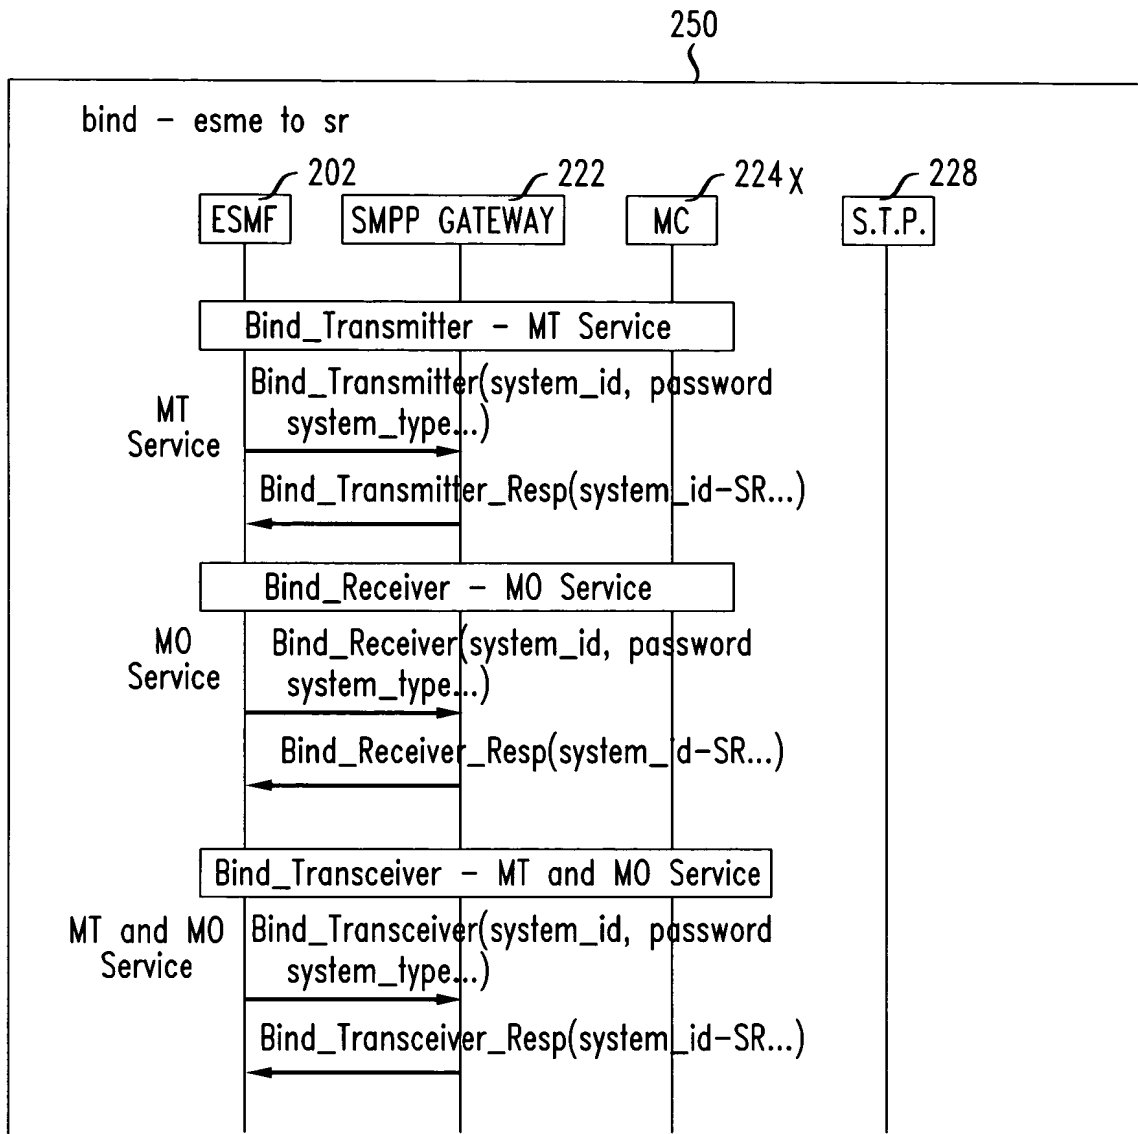 250
bind – esme to sr
202
222
224x
228
ESMF
SMPP GATEWAY
MC
S.T.P.
Bind_Transmitter – MT Service
MT
Service
Bind_Transmitter(system_id, password
system_type...)
Bind_Transmitter_Resp(system_id-SR...)
Bind_Receiver – MO Service
MO
Service
Bind_Receiver(system_id, password
system_type...)
Bind_Receiver_Resp(system_id-SR...)
Bind_Transceiver – MT and MO Service
MT and MO
Service
Bind_Transceiver(system_id, password
system_type...)
Bind_Transceiver_Resp(system_id-SR...)